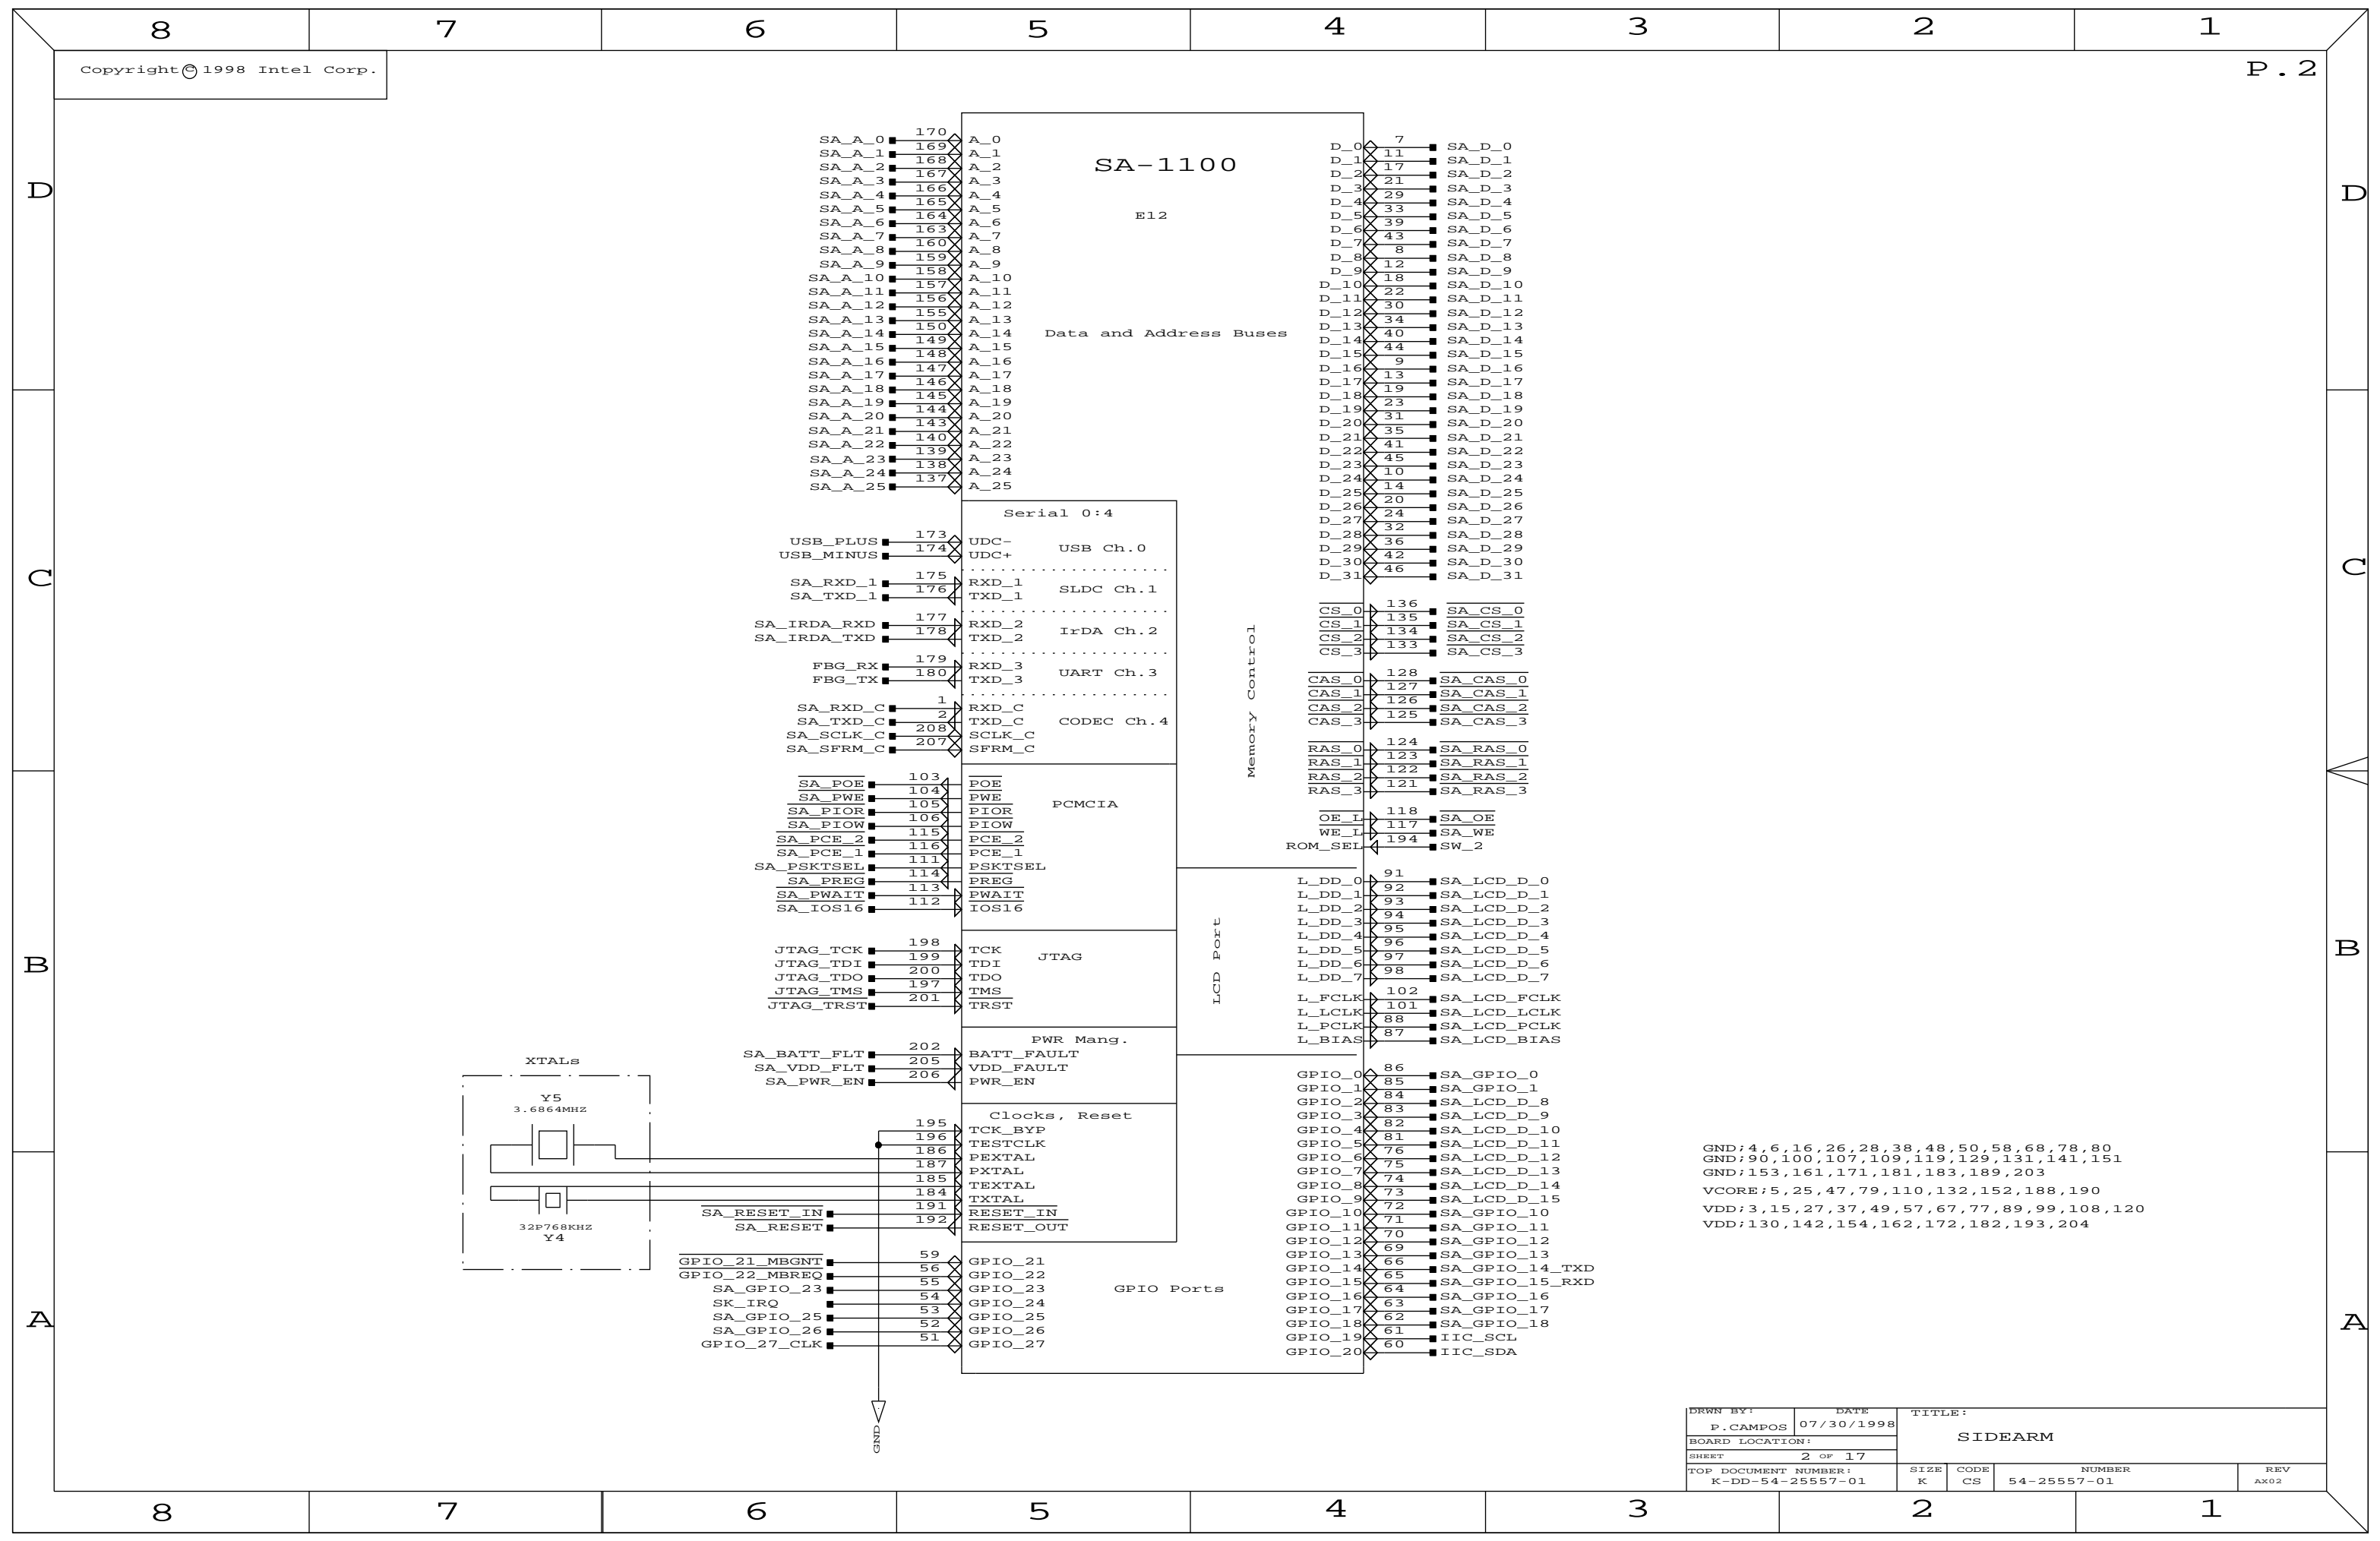 8 7 6 5 4 3 2 1
Copyright © 1998 Intel Corp.
P.2
D D
C C
B B
A A
SA-1100
E12
Data and Address Buses
SA_A_0 170 A_0
SA_A_1 169 A_1
SA_A_2 168 A_2
SA_A_3 167 A_3
SA_A_4 166 A_4
SA_A_5 165 A_5
SA_A_6 164 A_6
SA_A_7 163 A_7
SA_A_8 160 A_8
SA_A_9 159 A_9
SA_A_10 158 A_10
SA_A_11 157 A_11
SA_A_12 156 A_12
SA_A_13 155 A_13
SA_A_14 150 A_14
SA_A_15 149 A_15
SA_A_16 148 A_16
SA_A_17 147 A_17
SA_A_18 146 A_18
SA_A_19 145 A_19
SA_A_20 144 A_20
SA_A_21 143 A_21
SA_A_22 140 A_22
SA_A_23 139 A_23
SA_A_24 138 A_24
SA_A_25 137 A_25
Serial 0:4
USB_PLUS 173 UDC-
USB_MINUS 174 UDC+
USB Ch.0
SA_RXD_1 175 RXD_1
SA_TXD_1 176 TXD_1
SLDC Ch.1
SA_IRDA_RXD 177 RXD_2
SA_IRDA_TXD 178 TXD_2
IrDA Ch.2
FBG_RX 179 RXD_3
FBG_TX 180 TXD_3
UART Ch.3
SA_RXD_C 1 RXD_C
SA_TXD_C 2 TXD_C
CODEC Ch.4
SA_SCLK_C 208 SCLK_C
SA_SFRM_C 207 SFRM_C
PCMCIA
SA_POE 103 POE
SA_PWE 104 PWE
SA_PIOR 105 PIOR
SA_PIOW 106 PIOW
SA_PCE_2 115 PCE_2
SA_PCE_1 116 PCE_1
SA_PSKTSEL 111 PSKTSEL
SA_PREG 114 PREG
SA_PWAIT 113 PWAIT
SA_IOS16 112 IOS16
JTAG
JTAG_TCK 198 TCK
JTAG_TDI 199 TDI
JTAG_TDO 200 TDO
JTAG_TMS 197 TMS
JTAG_TRST 201 TRST
PWR Mang.
SA_BATT_FLT 202 BATT_FAULT
SA_VDD_FLT 205 VDD_FAULT
SA_PWR_EN 206 PWR_EN
Clocks, Reset
195 TCK_BYP
196 TESTCLK
186 PEXTAL
187 PXTAL
185 TEXTAL
184 TXTAL
SA_RESET_IN 191 RESET_IN
SA_RESET 192 RESET_OUT
GPIO_21_MBGNT 59 GPIO_21
GPIO_22_MBREQ 56 GPIO_22
SA_GPIO_23 55 GPIO_23
SK_IRQ 54 GPIO_24
SA_GPIO_25 53 GPIO_25
SA_GPIO_26 52 GPIO_26
GPIO_27_CLK 51 GPIO_27
GPIO Ports
GND
XTALs
Y5
3.6864MHZ
32P768KHZ
Y4
D_0 7 SA_D_0
D_1 11 SA_D_1
D_2 17 SA_D_2
D_3 21 SA_D_3
D_4 29 SA_D_4
D_5 33 SA_D_5
D_6 39 SA_D_6
D_7 43 SA_D_7
D_8 8 SA_D_8
D_9 12 SA_D_9
D_10 18 SA_D_10
D_11 22 SA_D_11
D_12 30 SA_D_12
D_13 34 SA_D_13
D_14 40 SA_D_14
D_15 44 SA_D_15
D_16 9 SA_D_16
D_17 13 SA_D_17
D_18 19 SA_D_18
D_19 23 SA_D_19
D_20 31 SA_D_20
D_21 35 SA_D_21
D_22 41 SA_D_22
D_23 45 SA_D_23
D_24 10 SA_D_24
D_25 14 SA_D_25
D_26 20 SA_D_26
D_27 24 SA_D_27
D_28 32 SA_D_28
D_29 36 SA_D_29
D_30 42 SA_D_30
D_31 46 SA_D_31
Memory Control
CS_0 136 SA_CS_0
CS_1 135 SA_CS_1
CS_2 134 SA_CS_2
CS_3 133 SA_CS_3
CAS_0 128 SA_CAS_0
CAS_1 127 SA_CAS_1
CAS_2 126 SA_CAS_2
CAS_3 125 SA_CAS_3
RAS_0 124 SA_RAS_0
RAS_1 123 SA_RAS_1
RAS_2 122 SA_RAS_2
RAS_3 121 SA_RAS_3
OE_L 118 SA_OE
WE_L 117 SA_WE
ROM_SEL 194 SW_2
LCD Port
L_DD_0 91 SA_LCD_D_0
L_DD_1 92 SA_LCD_D_1
L_DD_2 93 SA_LCD_D_2
L_DD_3 94 SA_LCD_D_3
L_DD_4 95 SA_LCD_D_4
L_DD_5 96 SA_LCD_D_5
L_DD_6 97 SA_LCD_D_6
L_DD_7 98 SA_LCD_D_7
L_FCLK 102 SA_LCD_FCLK
L_LCLK 101 SA_LCD_LCLK
L_PCLK 88 SA_LCD_PCLK
L_BIAS 87 SA_LCD_BIAS
GPIO_0 86 SA_GPIO_0
GPIO_1 85 SA_GPIO_1
GPIO_2 84 SA_LCD_D_8
GPIO_3 83 SA_LCD_D_9
GPIO_4 82 SA_LCD_D_10
GPIO_5 81 SA_LCD_D_11
GPIO_6 76 SA_LCD_D_12
GPIO_7 75 SA_LCD_D_13
GPIO_8 74 SA_LCD_D_14
GPIO_9 73 SA_LCD_D_15
GPIO_10 72 SA_GPIO_10
GPIO_11 71 SA_GPIO_11
GPIO_12 70 SA_GPIO_12
GPIO_13 69 SA_GPIO_13
GPIO_14 66 SA_GPIO_14_TXD
GPIO_15 65 SA_GPIO_15_RXD
GPIO_16 64 SA_GPIO_16
GPIO_17 63 SA_GPIO_17
GPIO_18 62 SA_GPIO_18
GPIO_19 61 IIC_SCL
GPIO_20 60 IIC_SDA
GND;4,6,16,26,28,38,48,50,58,68,78,80
GND;90,100,107,109,119,129,131,141,151
GND;153,161,171,181,183,189,203
VCORE;5,25,47,79,110,132,152,188,190
VDD;3,15,27,37,49,57,67,77,89,99,108,120
VDD;130,142,154,162,172,182,193,204
DRWN BY: DATE TITLE:
P.CAMPOS 07/30/1998
SIDEARM
BOARD LOCATION:
SHEET 2 OF 17
TOP DOCUMENT NUMBER: SIZE CODE NUMBER REV
K-DD-54-25557-01 K CS 54-25557-01 AX02
8 7 6 5 4 3 2 1